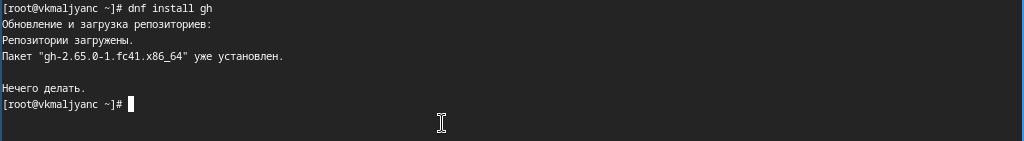 [root@vkmaljyanc ~]# dnf install gh
Обновление и загрузка репозиториев:
Репозитории загружены.
Пакет "gh-2.65.0-1.fc41.x86_64" уже установлен.
Нечего делать.
[root@vkmaljyanc ~]#